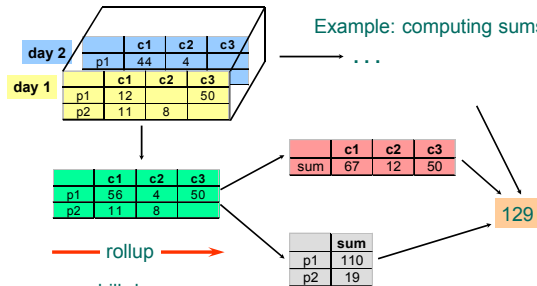 Example: computing sums
day 2
c1 c2 c3
p1 44 4
. . .
day 1
c1 c2 c3
p1 12 50
p2 11 8
c1 c2 c3
sum 67 12 50
c1 c2 c3
p1 56 4 50
p2 11 8
129
rollup
sum
p1 110
p2 19